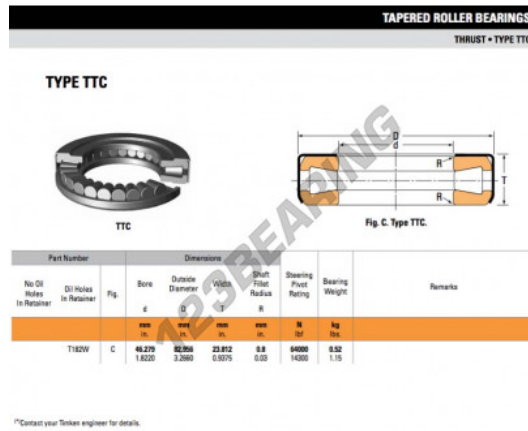 TAPERED ROLLER BEARINGS
THRUST • TYPE TTC
TYPE TTC
D
d
R
T
R
TTC
Fig. C. Type TTC.
123BEARING
Part Number Dimensions
No Oil Holes In Retainer Oil Holes In Retainer Fig. Bore Outside Diameter Width Shaft Fillet Radius Steering Pivot Rating Bearing Weight Remarks
d D T R
mm mm mm mm N kg
in. in. in. in. lbf lbs.
T182W C 46.279 82.956 23.812 0.8 64000 0.52
1.8220 3.2660 0.9375 0.03 14300 1.15
Contact your Timken engineer for details.